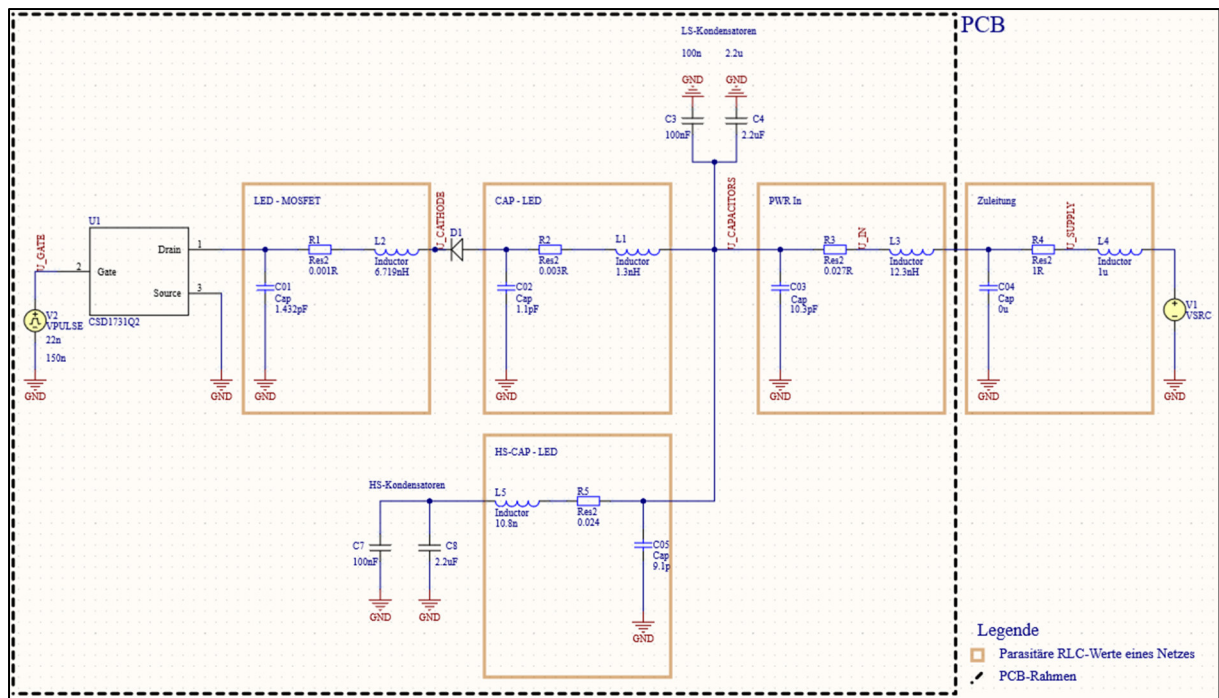 PCB
LS-Kondensatoren
100n 2.2u
GND GND
C3 100nF
C4 2.2uF
LED - MOSFET
CAP - LED
PWR In
Zuleitung
U_GATE
U_CATHODE
U_CAPACITORS
U_IN
U_SUPPLY
U1
Drain 1
2 Gate
Source 3
CSD1731Q2
V2
VPULSE
22n
150n
GND
GND
R1
Res2
0.001R
L2
Inductor
6.719nH
C01
Cap
1.432pF
GND
D1
R2
Res2
0.003R
L1
Inductor
1.3nH
C02
Cap
1.1pF
GND
R3
Res2
0.027R
L3
Inductor
12.3nH
C03
Cap
10.3pF
GND
R4
Res2
1R
L4
Inductor
1u
C04
Cap
0u
GND
V1
VSRC
GND
HS-CAP - LED
HS-Kondensatoren
L5
Inductor
10.8n
R5
Res2
0.024
C7
100nF
GND
C8
2.2uF
GND
C05
Cap
9.1p
GND
Legende
Parasitäre RLC-Werte eines Netzes
PCB-Rahmen